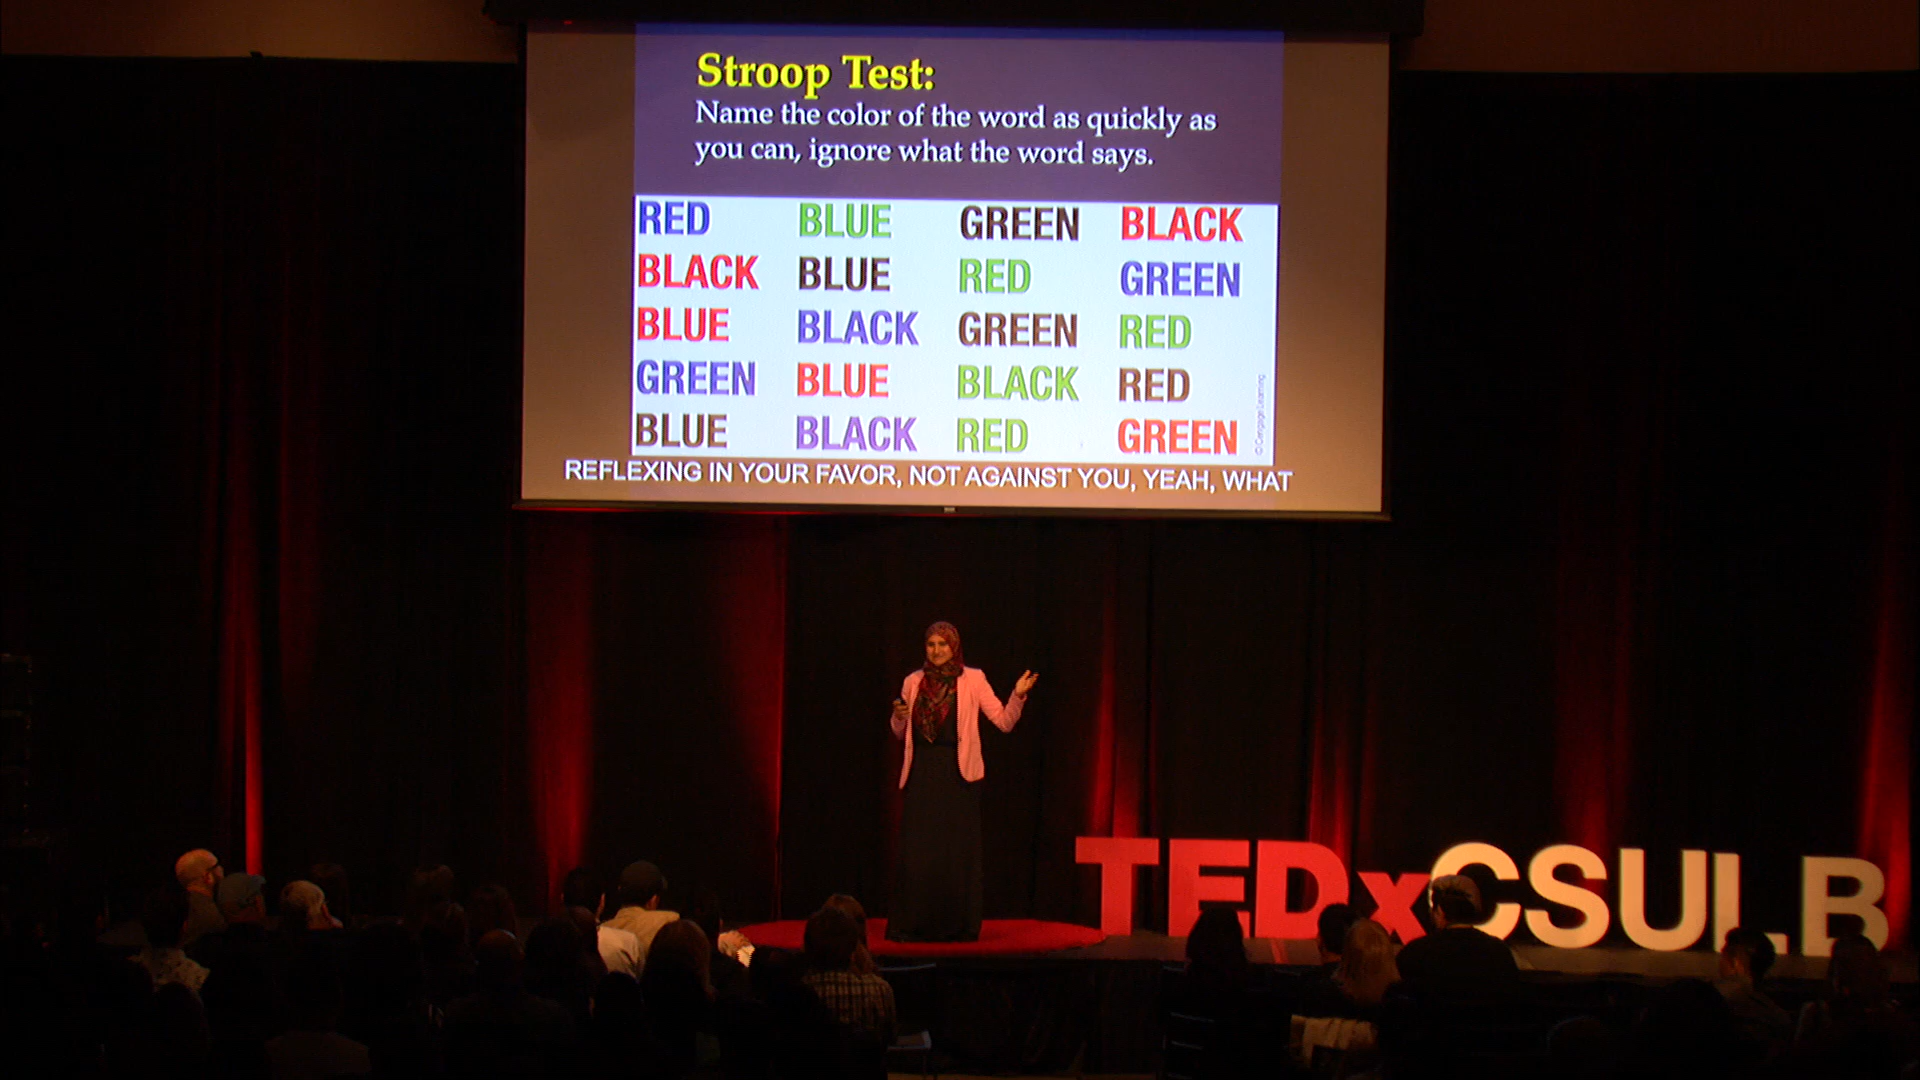 Stroop Test:
Name the color of the word as quickly as
you can, ignore what the word says.
RED BLUE GREEN BLACK
BLACK BLUE RED GREEN
BLUE BLACK GREEN RED
GREEN BLUE BLACK RED
BLUE BLACK RED GREEN
© Cengage Learning
REFLEXING IN YOUR FAVOR, NOT AGAINST YOU, YEAH, WHAT
TEDxCSULB